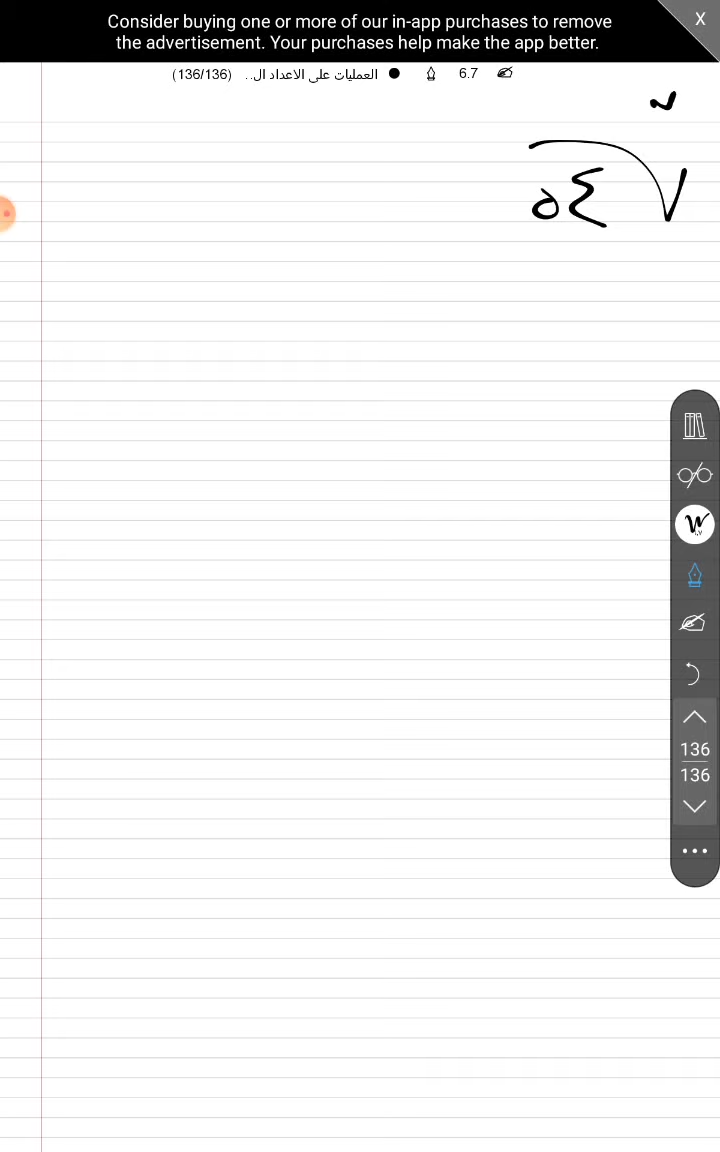 Consider buying one or more of our in-app purchases to remove
the advertisement. Your purchases help make the app better.
X
(136/136) العمليات على الاعداد ال..
6.7
٥٤
٧
W
136
136